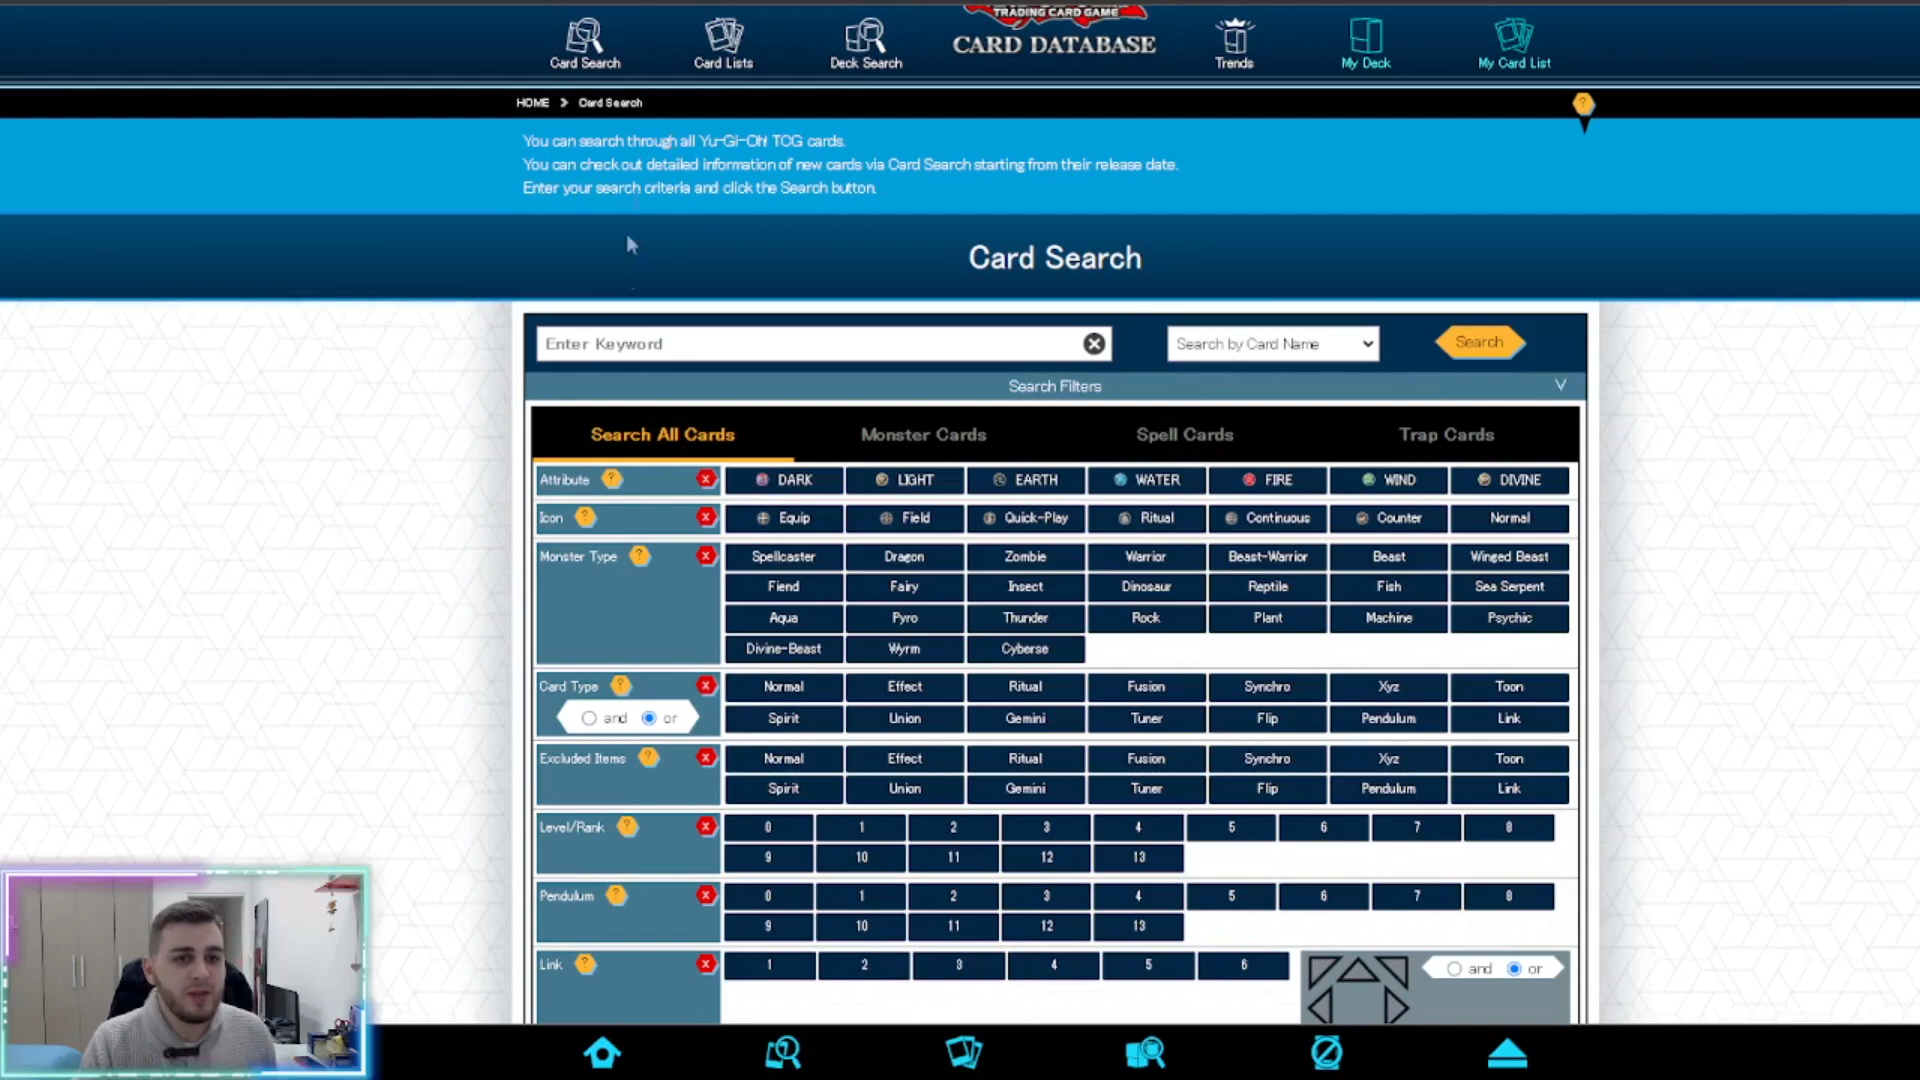 TRADING CARD GAME
CARD DATABASE
Card Search
Card Lists
Deck Search
Trends
My Deck
My Card List
HOME > Card Search
?
You can search through all Yu-Gi-Oh! TCG cards.
You can check out detailed information of new cards via Card Search starting from their release date.
Enter your search criteria and click the Search button.
Card Search
Enter Keyword
Search by Card Name
Search
Search Filters
Search All Cards Monster Cards Spell Cards Trap Cards
Attribute ? X DARK LIGHT EARTH WATER FIRE WIND DIVINE
Icon ? X Equip Field Quick-Play Ritual Continuous Counter Normal
Monster Type ? X Spellcaster Dragon Zombie Warrior Beast-Warrior Beast Winged Beast
Fiend Fairy Insect Dinosaur Reptile Fish Sea Serpent
Aqua Pyro Thunder Rock Plant Machine Psychic
Divine-Beast Wyrm Cyberse
Card Type ? X Normal Effect Ritual Fusion Synchro Xyz Toon
and or Spirit Union Gemini Tuner Flip Pendulum Link
Excluded Items ? X Normal Effect Ritual Fusion Synchro Xyz Toon
Spirit Union Gemini Tuner Flip Pendulum Link
Level/Rank ? X 0 1 2 3 4 5 6 7 8
9 10 11 12 13
Pendulum ? X 0 1 2 3 4 5 6 7 8
9 10 11 12 13
Link ? X 1 2 3 4 5 6 and or